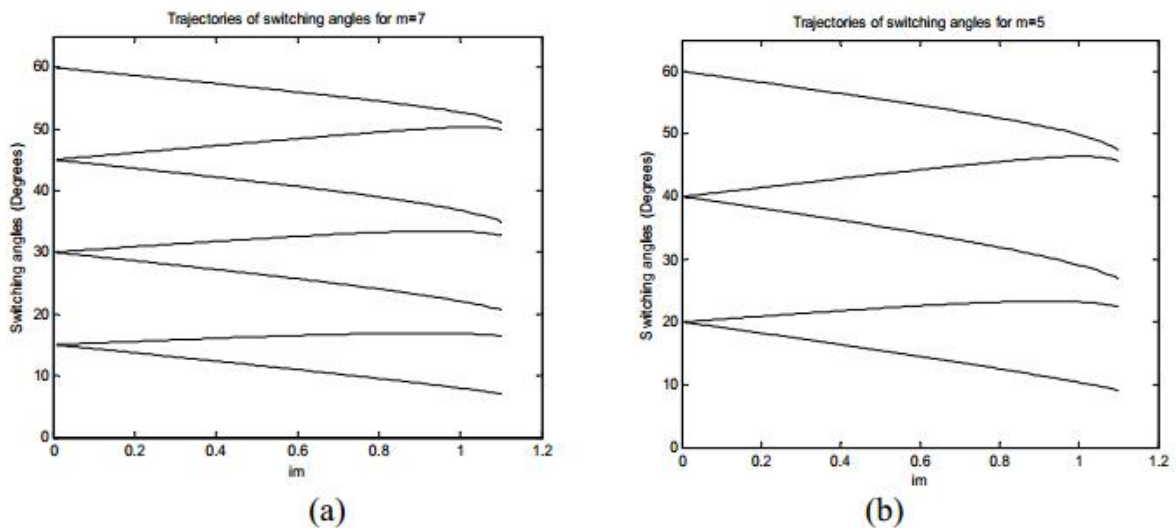 Trajectories of switching angles for m=7
Switching angles (Degrees)
60
50
40
30
20
10
0
0 0.2 0.4 0.6 0.8 1 1.2
im
(a)
Trajectories of switching angles for m=5
Switching angles (Degrees)
60
50
40
30
20
10
0
0 0.2 0.4 0.6 0.8 1 1.2
im
(b)